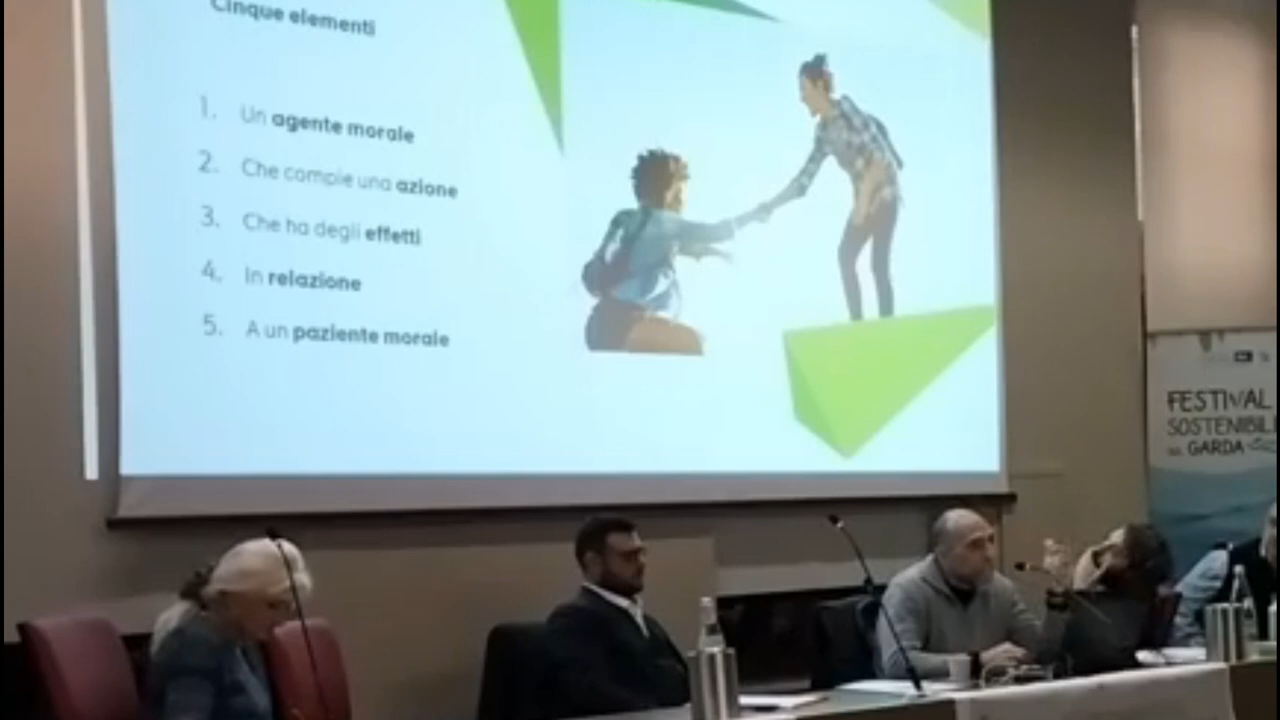 Cinque elementi
1. Un agente morale
2. Che compie una azione
3. Che ha degli effetti
4. In relazione
5. A un paziente morale
FESTIVAL
SOSTENIBILI
GARDA